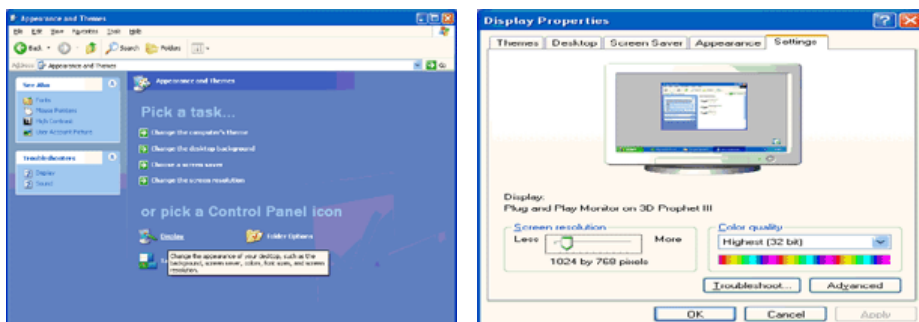 Appearance and Themes
File Edit View Favorites Tools Help
Back Search Folders
Address Appearance and Themes Go
See Also
Fonts
Mouse Pointers
High Contrast
User Account Picture
Troubleshooters
Display
Sound
Appearance and Themes
Pick a task...
Change the computer's theme
Change the desktop background
Choose a screen saver
Change the screen resolution
or pick a Control Panel icon
Display Folder Options
Change the appearance of your desktop, such as the
background, screen saver, colors, font sizes, and screen
resolution.
Display Properties
Themes Desktop Screen Saver Appearance Settings
Display:
Plug and Play Monitor on 3D Prophet III
Screen resolution
Less More
1024 by 768 pixels
Color quality
Highest (32 bit)
Troubleshoot... Advanced
OK Cancel Apply